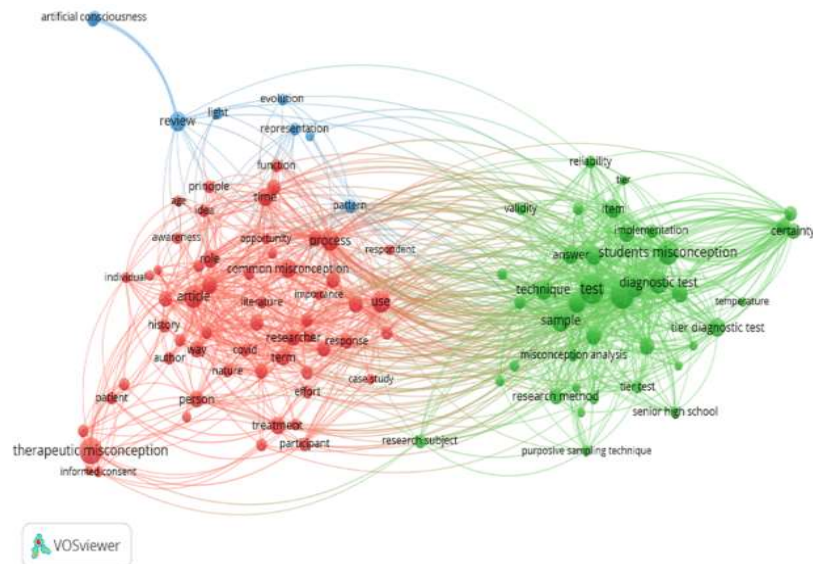 artificial consciousness
evolution
light
review
representation
function
reliability
tier
principle
time
age
idea
pattern
validity
item
awareness
opportunity
process
respondent
implementation
certainty
role
common misconception
answer
students misconception
individual
article
importance
use
technique
test
diagnostic test
literature
temperature
history
researcher
response
sample
tier diagnostic test
author
way
covid
term
nature
case study
misconception analysis
patient
person
effort
research method
tier test
treatment
senior high school
therapeutic misconception
participant
research subject
purposive sampling technique
informed consent
VOSviewer